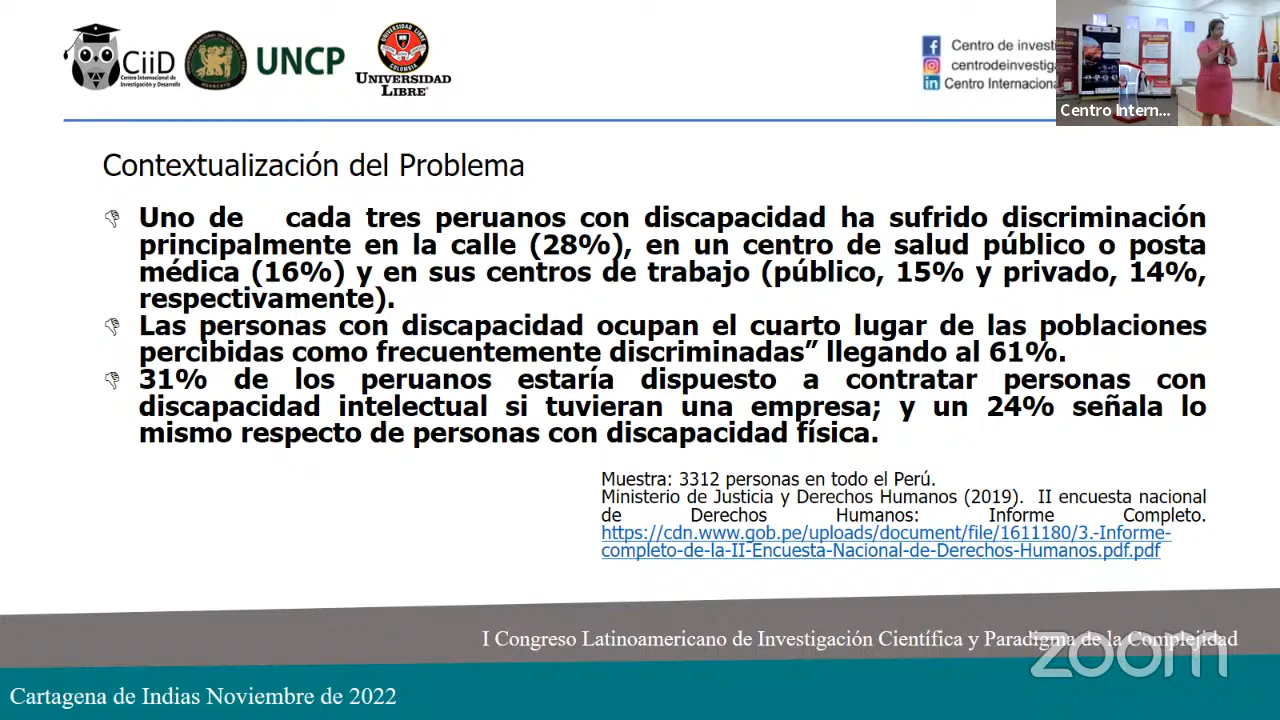 CiiD
Centro Internacional de
Investigación y Desarrollo
UNCP
UNIVERSIDAD
LIBRE
Centro de invest
centrodeinvestig
Centro Internaciona
Centro Intern...
Contextualización del Problema
Uno de cada tres peruanos con discapacidad ha sufrido discriminación
principalmente en la calle (28%), en un centro de salud público o posta
médica (16%) y en sus centros de trabajo (público, 15% y privado, 14%,
respectivamente).
Las personas con discapacidad ocupan el cuarto lugar de las poblaciones
percibidas como frecuentemente discriminadas” llegando al 61%.
31% de los peruanos estaría dispuesto a contratar personas con
discapacidad intelectual si tuvieran una empresa; y un 24% señala lo
mismo respecto de personas con discapacidad física.
Muestra: 3312 personas en todo el Perú.
Ministerio de Justicia y Derechos Humanos (2019). II encuesta nacional
de Derechos Humanos: Informe Completo.
https://cdn.www.gob.pe/uploads/document/file/1611180/3.-Informe-
completo-de-la-II-Encuesta-Nacional-de-Derechos-Humanos.pdf.pdf
I Congreso Latinoamericano de Investigación Científica y Paradigma de la Complejidad
zoom
Cartagena de Indias Noviembre de 2022